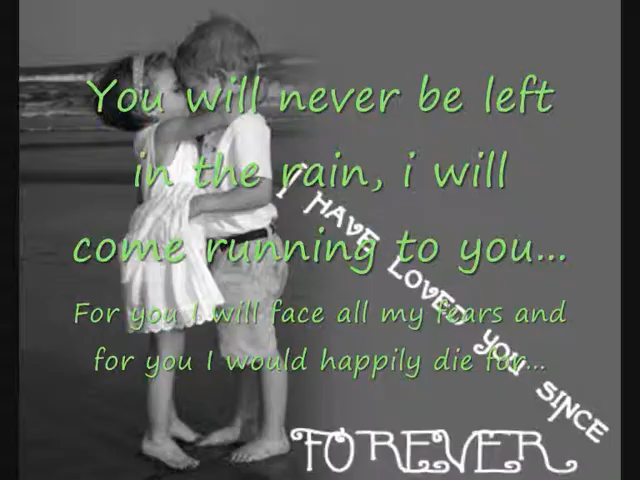 You will never be left
in the rain, i will
come running to you...
For you I will face all my fears and
for you I would happily die for...
I HAVE LOVED YOU SINCE
FOREVER